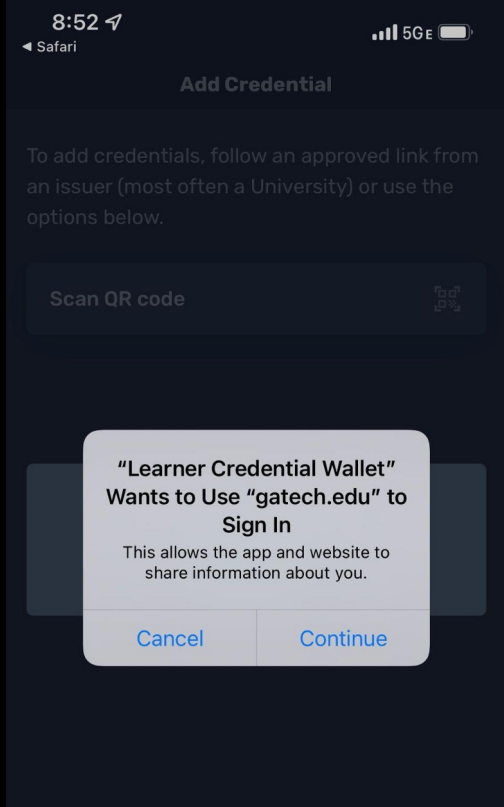 8:52
5GE
◀ Safari
Add Credential
To add credentials, follow an approved link from
an issuer (most often a University) or use the
options below.
Scan QR code
“Learner Credential Wallet”
Wants to Use “gatech.edu” to
Sign In
This allows the app and website to
share information about you.
Cancel
Continue